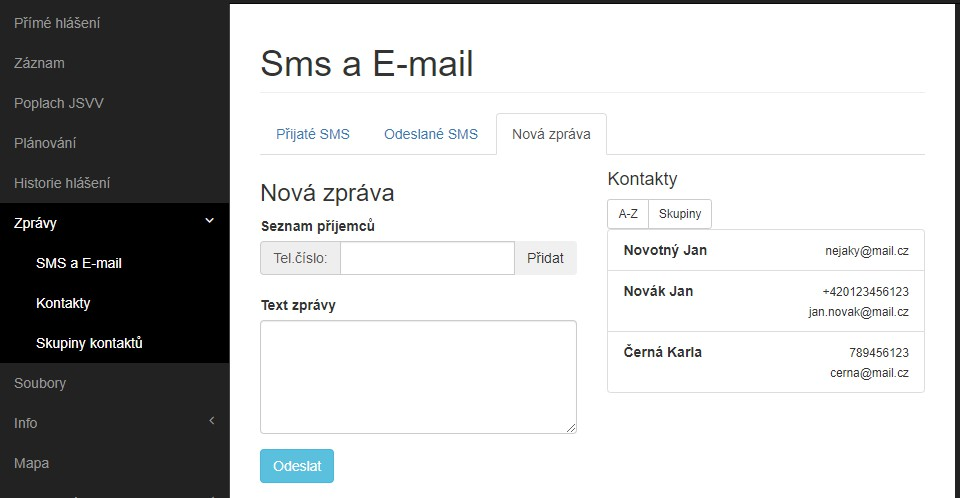 Přímé hlášení
Záznam
Poplach JSVV
Plánování
Historie hlášení
Zprávy
SMS a E-mail
Kontakty
Skupiny kontaktů
Soubory
Info
Mapa
Sms a E-mail
Přijaté SMS
Odeslané SMS
Nová zpráva
Nová zpráva
Seznam příjemců
Tel.číslo:
Přidat
Text zprávy
Odeslat
Kontakty
A-Z
Skupiny
Novotný Jan
nejaky@mail.cz
Novák Jan
+420123456123
jan.novak@mail.cz
Černá Karla
789456123
cerna@mail.cz